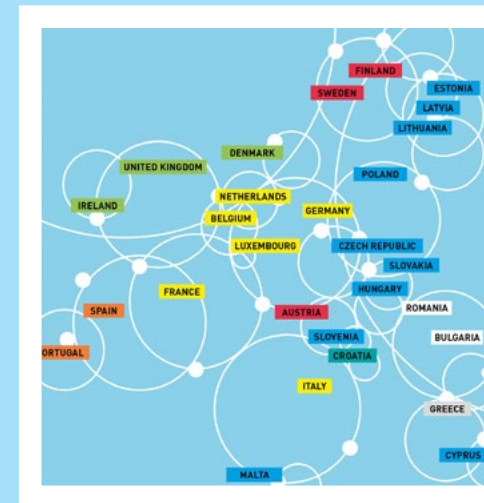 FINLAND
SWEDEN
ESTONIA
LATVIA
LITHUANIA
DENMARK
UNITED KINGDOM
POLAND
IRELAND
NETHERLANDS
BELGIUM
GERMANY
LUXEMBOURG
CZECH REPUBLIC
SLOVAKIA
FRANCE
HUNGARY
SPAIN
AUSTRIA
ROMANIA
SLOVENIA
BULGARIA
ORTUGAL
CROATIA
ITALY
GREECE
CYPRUS
MALTA